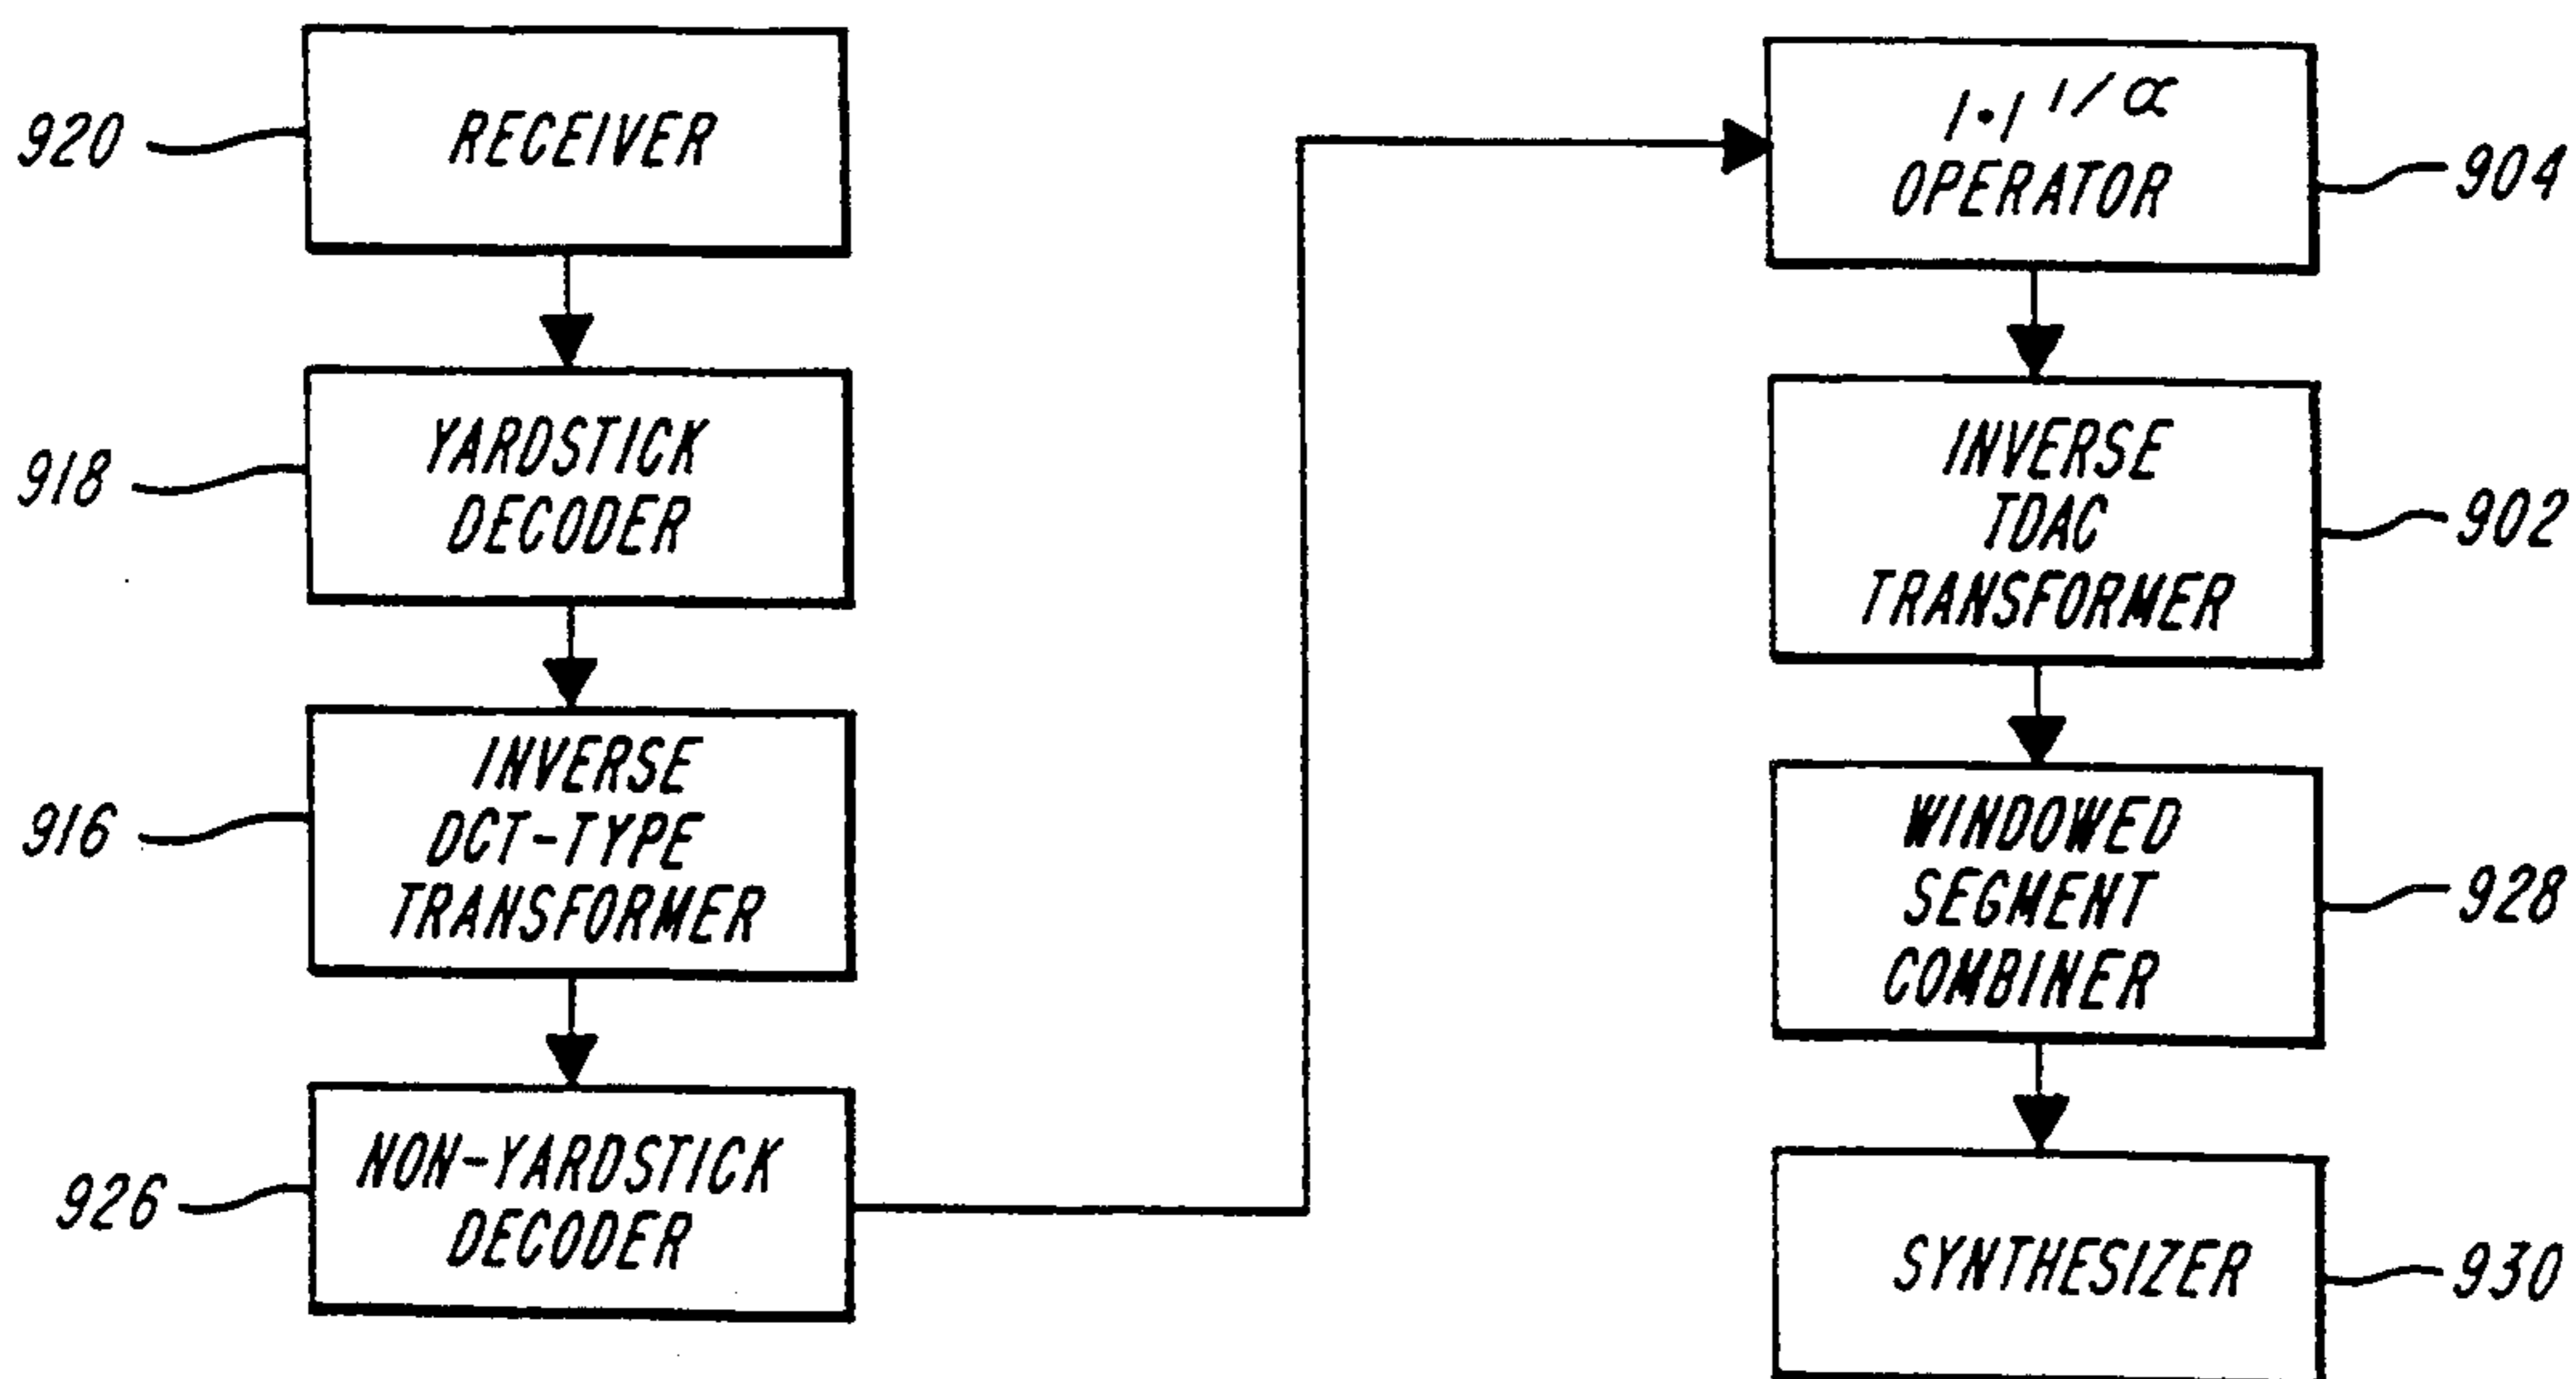 920
RECEIVER
918
YARDSTICK
DECODER
916
INVERSE
DCT-TYPE
TRANSFORMER
926
NON-YARDSTICK
DECODER
|•| 1/α
OPERATOR
904
INVERSE
TDAC
TRANSFORMER
902
WINDOWED
SEGMENT
COMBINER
928
SYNTHESIZER
930